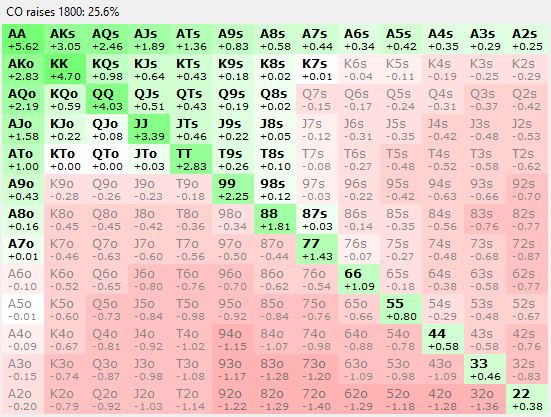 CO raises 1800: 25.6%
AA AKs AQs AJs ATs A9s A8s A7s A6s A5s A4s A3s A2s
+5.62 +3.05 +2.46 +1.89 +1.36 +0.83 +0.58 +0.44 +0.34 +0.42 +0.35 +0.29 +0.25
AKo KK KQs KJs KTs K9s K8s K7s K6s K5s K4s K3s K2s
+2.83 +4.70 +0.98 +0.64 +0.43 +0.18 +0.02 +0.01 -0.04 -0.11 -0.19 -0.25 -0.29
AQo KQo QQ QJs QTs Q9s Q8s Q7s Q6s Q5s Q4s Q3s Q2s
+2.19 +0.59 +4.03 +0.51 +0.43 +0.19 +0.02 -0.15 -0.17 -0.24 -0.31 -0.37 -0.42
AJo KJo QJo JJ JTs J9s J8s J7s J6s J5s J4s J3s J2s
+1.58 +0.22 +0.08 +3.39 +0.46 +0.22 +0.05 -0.12 -0.31 -0.35 -0.42 -0.48 -0.53
ATo KTo QTo JTo TT T9s T8s T7s T6s T5s T4s T3s T2s
+1.00 +0.00 +0.00 +0.03 +2.83 +0.26 +0.10 -0.08 -0.27 -0.48 -0.52 -0.58 -0.62
A9o K9o Q9o J9o T9o 99 98s 97s 96s 95s 94s 93s 92s
+0.43 -0.28 -0.26 -0.23 -0.18 +2.25 +0.12 -0.03 -0.22 -0.42 -0.63 -0.66 -0.70
A8o K8o Q8o J8o T8o 98o 88 87s 86s 85s 84s 83s 82s
+0.16 -0.45 -0.45 -0.42 -0.36 -0.34 +1.81 +0.03 -0.14 -0.35 -0.56 -0.76 -0.77
A7o K7o Q7o J7o T7o 97o 87o 77 76s 75s 74s 73s 72s
+0.01 -0.46 -0.63 -0.60 -0.56 -0.50 -0.44 +1.43 -0.07 -0.27 -0.48 -0.68 -0.87
A6o K6o Q6o J6o T6o 96o 86o 76o 66 65s 64s 63s 62s
-0.10 -0.52 -0.65 -0.80 -0.76 -0.70 -0.62 -0.54 +1.09 -0.18 -0.38 -0.58 -0.77
A5o K5o Q5o J5o T5o 95o 85o 75o 65o 55 54s 53s 52s
-0.01 -0.60 -0.73 -0.84 -0.98 -0.92 -0.84 -0.76 -0.66 +0.80 -0.29 -0.48 -0.67
A4o K4o Q4o J4o T4o 94o 84o 74o 64o 54o 44 43s 42s
-0.09 -0.67 -0.81 -0.92 -1.02 -1.15 -1.07 -0.98 -0.88 -0.78 +0.58 -0.58 -0.76
A3o K3o Q3o J3o T3o 93o 83o 73o 63o 53o 43o 33 32s
-0.15 -0.74 -0.87 -0.98 -1.08 -1.17 -1.28 -1.20 -1.09 -0.98 -1.09 +0.46 -0.83
A2o K2o Q2o J2o T2o 92o 82o 72o 62o 52o 42o 32o 22
-0.20 -0.79 -0.92 -1.03 -1.14 -1.22 -1.29 -1.40 -1.29 -1.18 -1.28 -1.36 +0.38